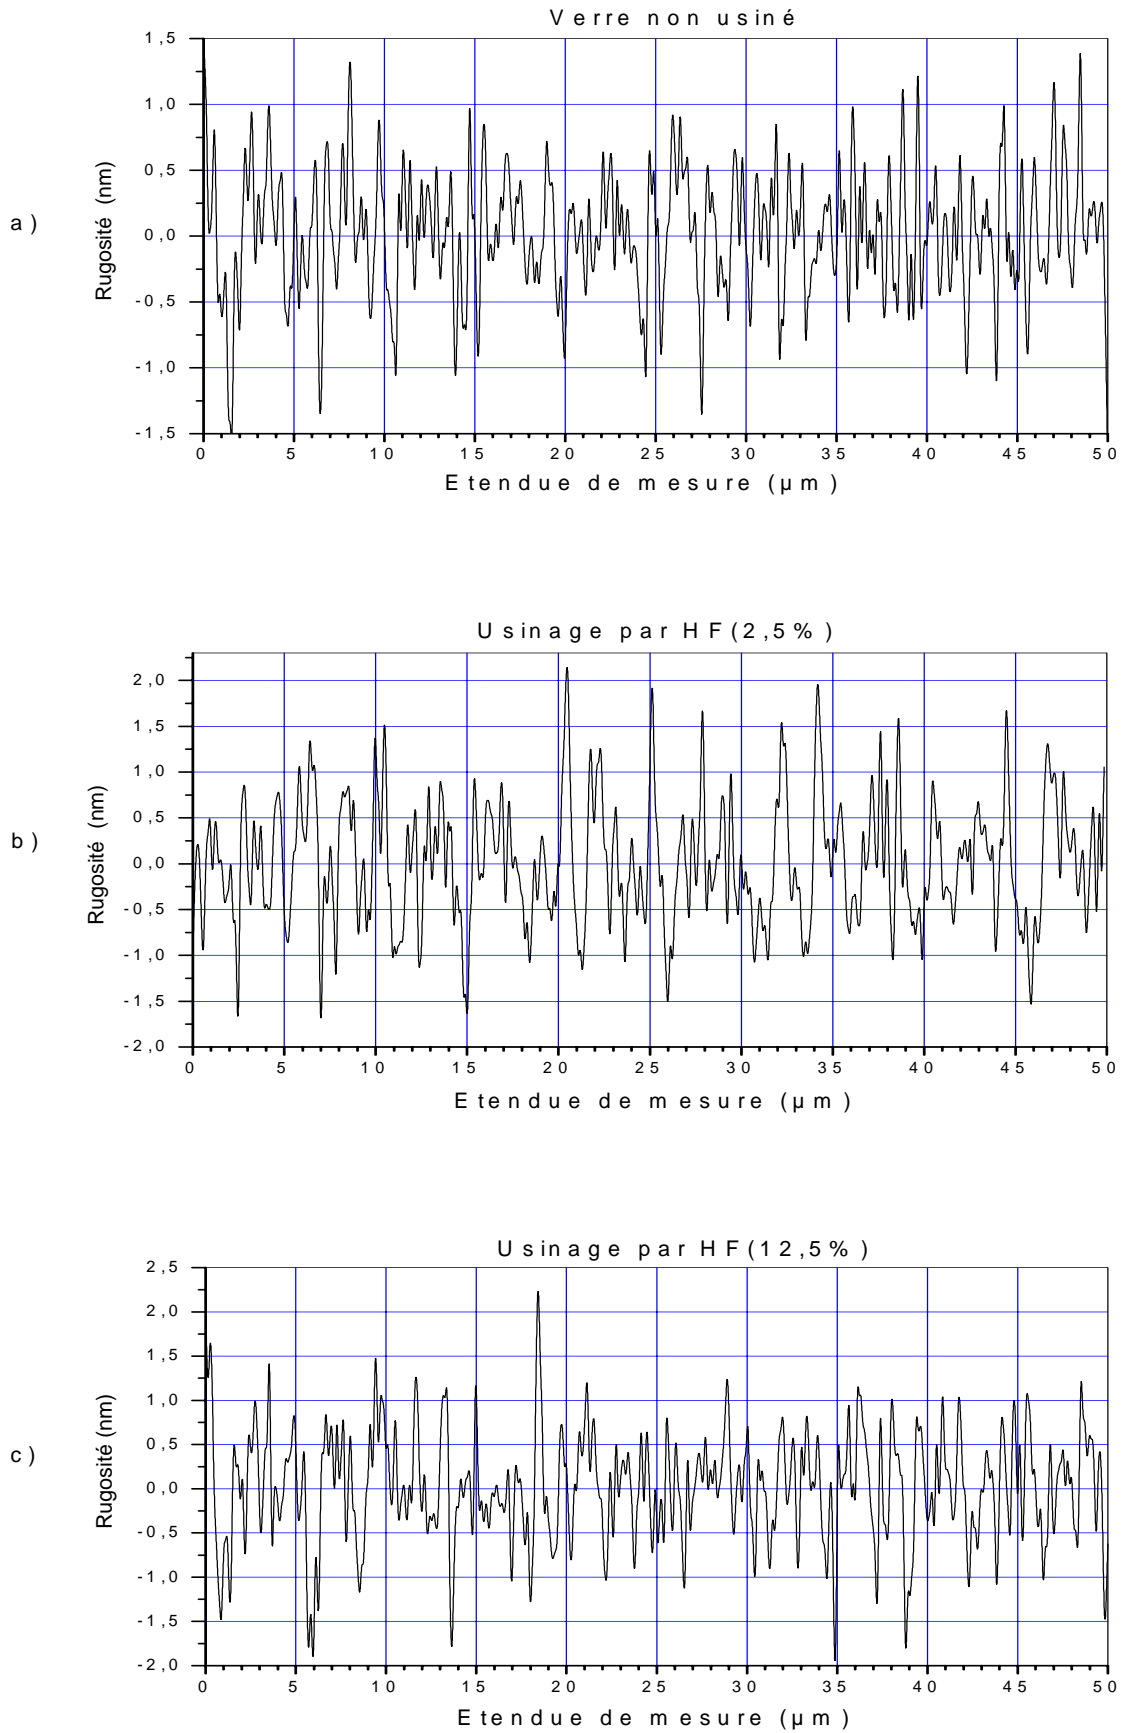 Verre non usiné
1,5
1,0
0,5
0,0
-0,5
-1,0
-1,5
Rugosité (nm)
a)
0 5 10 15 20 25 30 35 40 45 50
Etendue de mesure (µm)
Usinage par HF(2,5%)
2,0
1,5
1,0
0,5
0,0
-0,5
-1,0
-1,5
-2,0
Rugosité (nm)
b)
0 5 10 15 20 25 30 35 40 45 50
Etendue de mesure (µm)
Usinage par HF(12,5%)
2,5
2,0
1,5
1,0
0,5
0,0
-0,5
-1,0
-1,5
-2,0
Rugosité (nm)
c)
0 5 10 15 20 25 30 35 40 45 50
Etendue de mesure (µm)